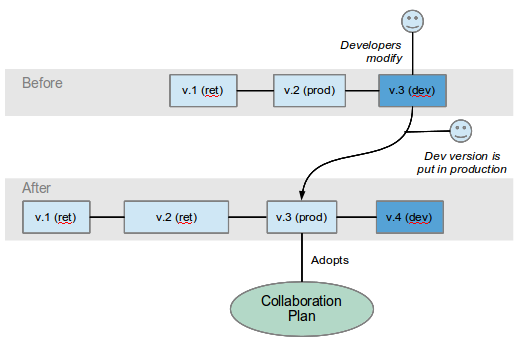 Developers
modify
Before
v.1 (ret)
v.2 (prod)
v.3 (dev)
Dev version is
put in production
After
v.1 (ret)
v.2 (ret)
v.3 (prod)
v.4 (dev)
Adopts
Collaboration
Plan